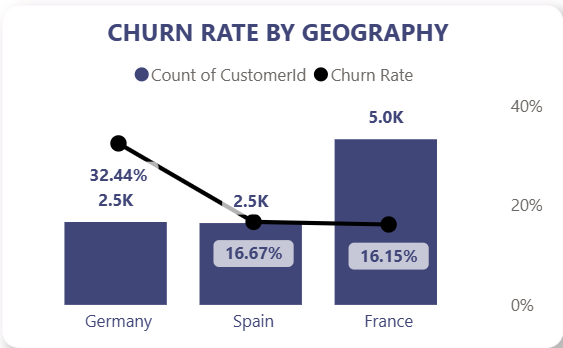 CHURN RATE BY GEOGRAPHY
Count of CustomerId Churn Rate
40%
5.0K
32.44%
2.5K 2.5K
20%
16.67% 16.15%
0%
Germany Spain France